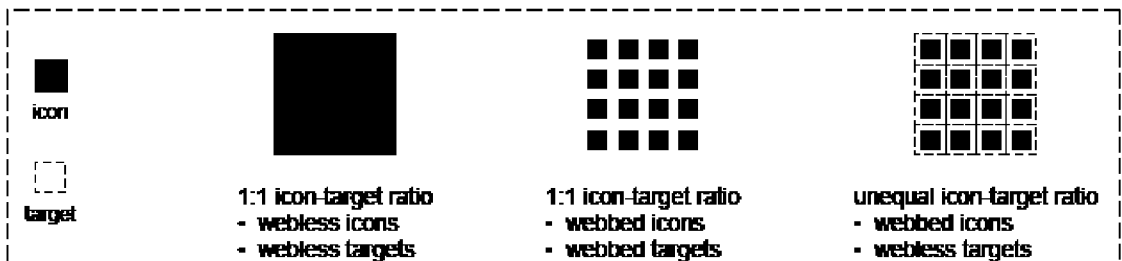 icon
target
1:1 icon-target ratio
- webless icons
- webless targets
1:1 icon-target ratio
- webbed icons
- webbed targets
unequal icon-target ratio
- webbed icons
- webless targets